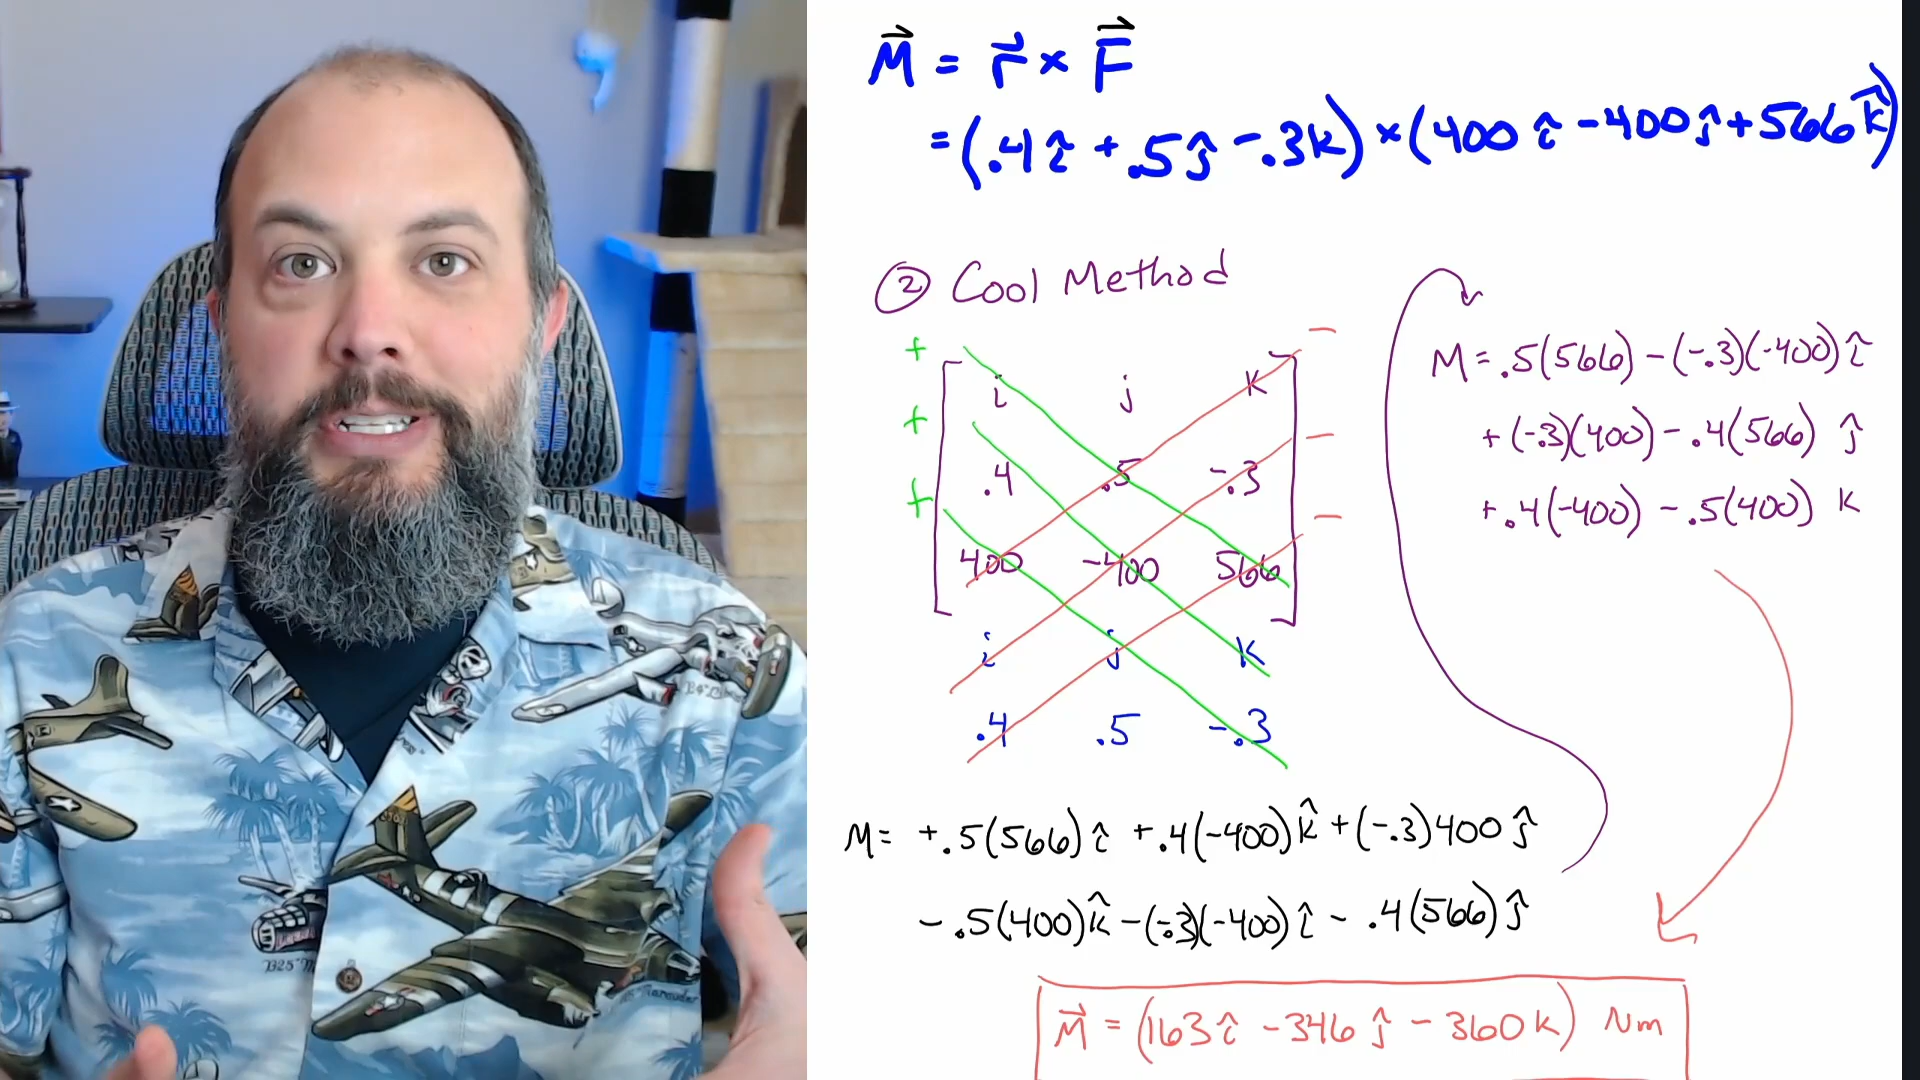 M⃗ = r⃗ × F⃗
= (.4î + .5ĵ - .3k) × (400î - 400ĵ + 566k⃗)
② Cool Method
+ i j k -
+ .4 .5 -.3 -
+ 400 -400 566 -
i j k
.4 .5 -.3
M = .5(566) - (-.3)(-400) î
+ (-.3)(400) - .4(566) ĵ
+ .4(-400) - .5(400) k
M = + .5(566)î + .4(-400)k̂ + (-.3)400ĵ
- .5(400)k̂ - (-.3)(-400)î - .4(566)ĵ
M⃗ = (163î - 346ĵ - 360k) Nm